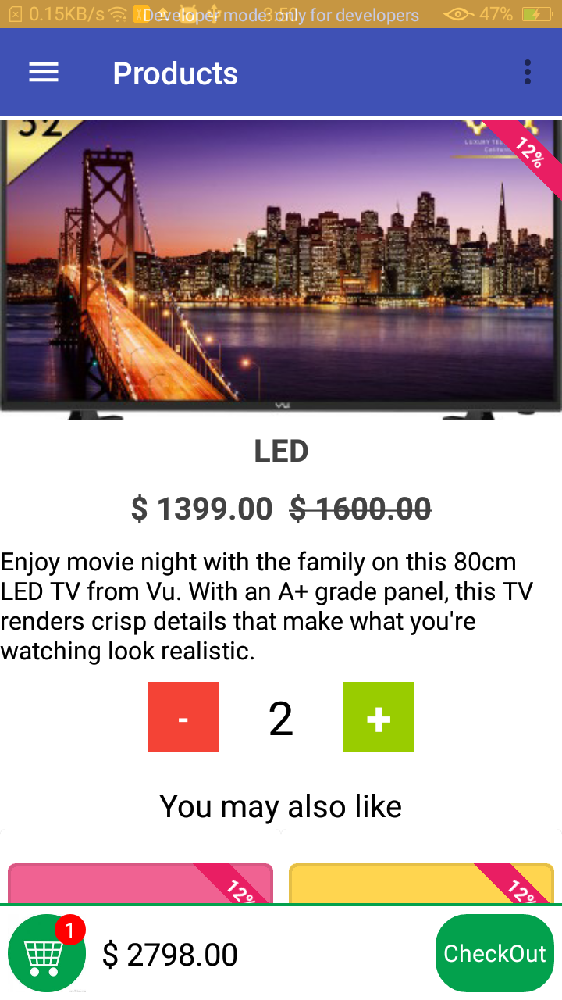 0.15KB/s Developer mode: only for developers 3:50 47%
Products
32
LUXURY
12%
LED
$ 1399.00 $ 1600.00
Enjoy movie night with the family on this 80cm
LED TV from Vu. With an A+ grade panel, this TV
renders crisp details that make what you're
watching look realistic.
- 2 +
You may also like
12% 12%
1
$ 2798.00 CheckOut